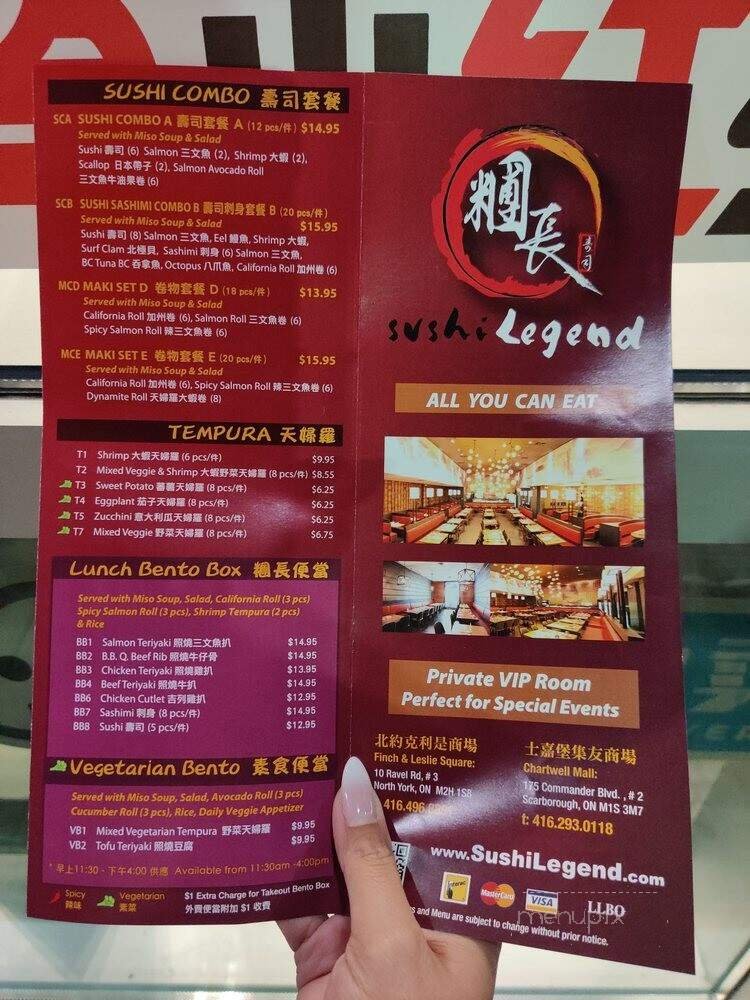 SUSHI COMBO 壽司套餐
SCA SUSHI COMBO A 壽司套餐 A (12 pcs/件) $14.95
Served with Miso Soup & Salad
Sushi 壽司 (6) Salmon 三文魚 (2), Shrimp 大蝦 (2),
Scallop 日本帶子 (2), Salmon Avocado Roll
三文魚牛油果卷 (6)
SCB SUSHI SASHIMI COMBO B 壽司刺身套餐 B (20 pcs/件)
Served with Miso Soup & Salad $15.95
Sushi 壽司 (8) Salmon 三文魚, Eel 鰻魚, Shrimp 大蝦,
Surf Clam 北極貝, Sashimi 刺身 (6) Salmon 三文魚,
BC Tuna BC 吞拿魚, Octopus 八爪魚, California Roll 加州卷 (6)
MCD MAKI SET D 卷物套餐 D (18 pcs/件) $13.95
Served with Miso Soup & Salad
California Roll 加州卷 (6), Salmon Roll 三文魚卷 (6)
Spicy Salmon Roll 辣三文魚卷 (6)
MCE MAKI SET E 卷物套餐 E (20 pcs/件) $15.95
Served with Miso Soup & Salad
California Roll 加州卷 (6), Spicy Salmon Roll 辣三文魚卷 (6)
Dynamite Roll 天婦羅大蝦卷 (8)
TEMPURA 天婦羅
T1 Shrimp 大蝦天婦羅 (6 pcs/件) $9.95
T2 Mixed Veggie & Shrimp 大蝦野菜天婦羅 (8 pcs/件) $8.55
T3 Sweet Potato 蕃薯天婦羅 (8 pcs/件) $6.25
T4 Eggplant 茄子天婦羅 (8 pcs/件) $6.25
T5 Zucchini 意大利瓜天婦羅 (8 pcs/件) $6.25
T7 Mixed Veggie 野菜天婦羅 (8 pcs/件) $6.75
Lunch Bento Box 糰長便當
Served with Miso Soup, Salad, California Roll (3 pcs)
Spicy Salmon Roll (3 pcs), Shrimp Tempura (2 pcs)
& Rice
BB1 Salmon Teriyaki 照燒三文魚扒 $14.95
BB2 B.B. Q. Beef Rib 照燒牛仔骨 $14.95
BB3 Chicken Teriyaki 照燒雞扒 $13.95
BB4 Beef Teriyaki 照燒牛扒 $14.95
BB6 Chicken Cutlet 吉列雞扒 $12.95
BB7 Sashimi 刺身 (8 pcs/件) $14.95
BB8 Sushi 壽司 (5 pcs/件) $12.95
Vegetarian Bento 素食便當
Served with Miso Soup, Salad, Avocado Roll (3 pcs)
Cucumber Roll (3 pcs), Rice, Daily Veggie Appetizer
VB1 Mixed Vegetarian Tempura 野菜天婦羅 $9.95
VB2 Tofu Teriyaki 照燒豆腐 $9.95
* 早上11:30 - 下午4:00 供應 Available from 11:30am -4:00pm
Spicy 辣味
Vegetarian 素菜
$1 Extra Charge for Takeout Bento Box
外賣便當附加 $1 收費
糰長
壽司
sushi Legend
ALL YOU CAN EAT
Private VIP Room
Perfect for Special Events
北約克利是商場
Finch & Leslie Square:
10 Ravel Rd, # 3
North York, ON M2H 1S8
416.496
士嘉堡集友商場
Chartwell Mall:
175 Commander Blvd. , # 2
Scarborough, ON M1S 3M7
t: 416.293.0118
www.SushiLegend.com
Interac
MasterCard
VISA
LLBO
s and Menu are subject to change without prior notice.
menupix